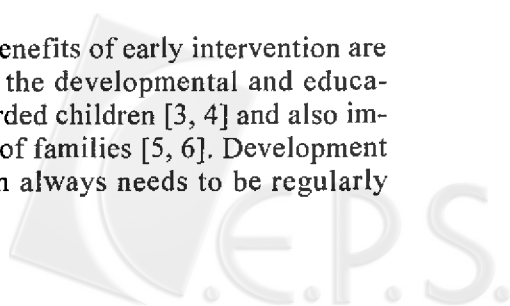 enefits of early intervention are
the developmental and educa-
rded children [3, 4] and also im-
of families [5, 6]. Development
n always needs to be regularly
C.E.P.S.